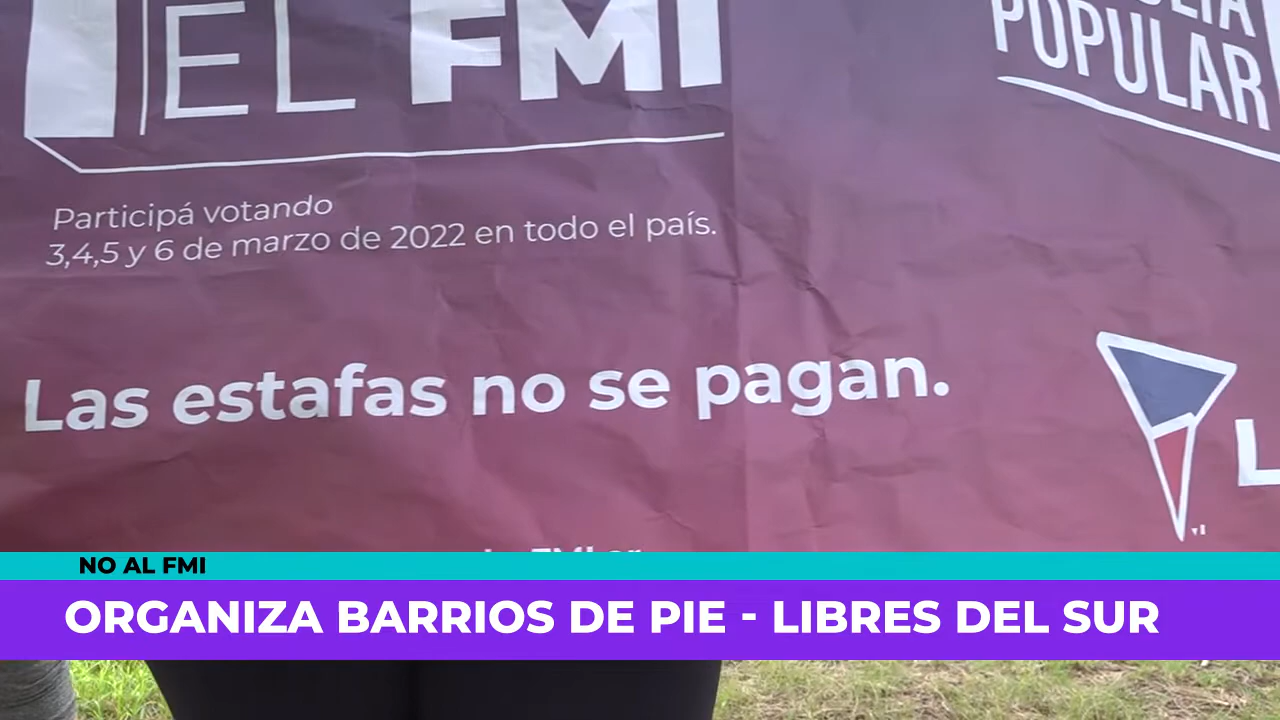 EL FMI
POPULAR
Participá votando
3,4,5 y 6 de marzo de 2022 en todo el país.
Las estafas no se pagan.
NO AL FMI
ORGANIZA BARRIOS DE PIE - LIBRES DEL SUR